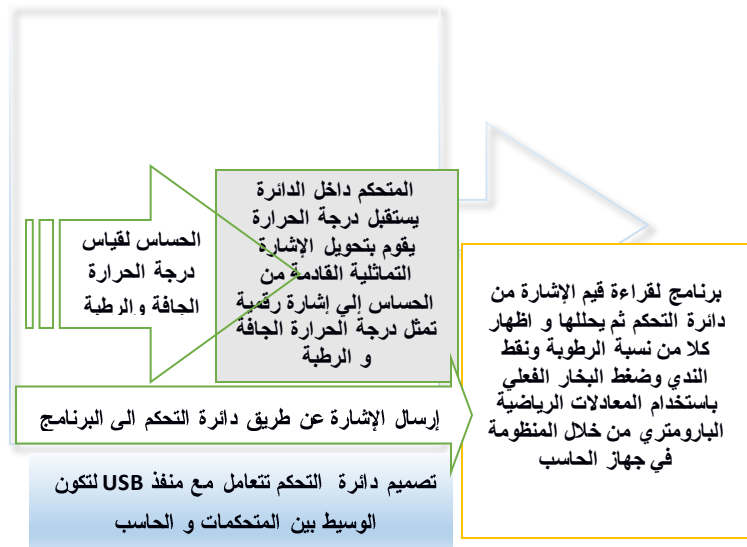 الحساس لقياس
درجة الحرارة
الجافة والرطبة
المتحكم داخل الدائرة
يستقبل درجة الحرارة
يقوم بتحويل الإشارة
التماثلية القادمة من
الحساس إلي إشارة رقمية
تمثل درجة الحرارة الجافة
و الرطبة
برنامج لقراءة قيم الإشارة من
دائرة التحكم ثم يحللها و اظهار
كلا من نسبة الرطوبة ونقط
الندي وضغط البخار الفعلي
باستخدام المعادلات الرياضية
البارومتري من خلال المنظومة
في جهاز الحاسب
إرسال الإشارة عن طريق دائرة التحكم الى البرنامج
تصميم دائرة التحكم تتعامل مع منفذ USB لتكون
الوسيط بين المتحكمات و الحاسب